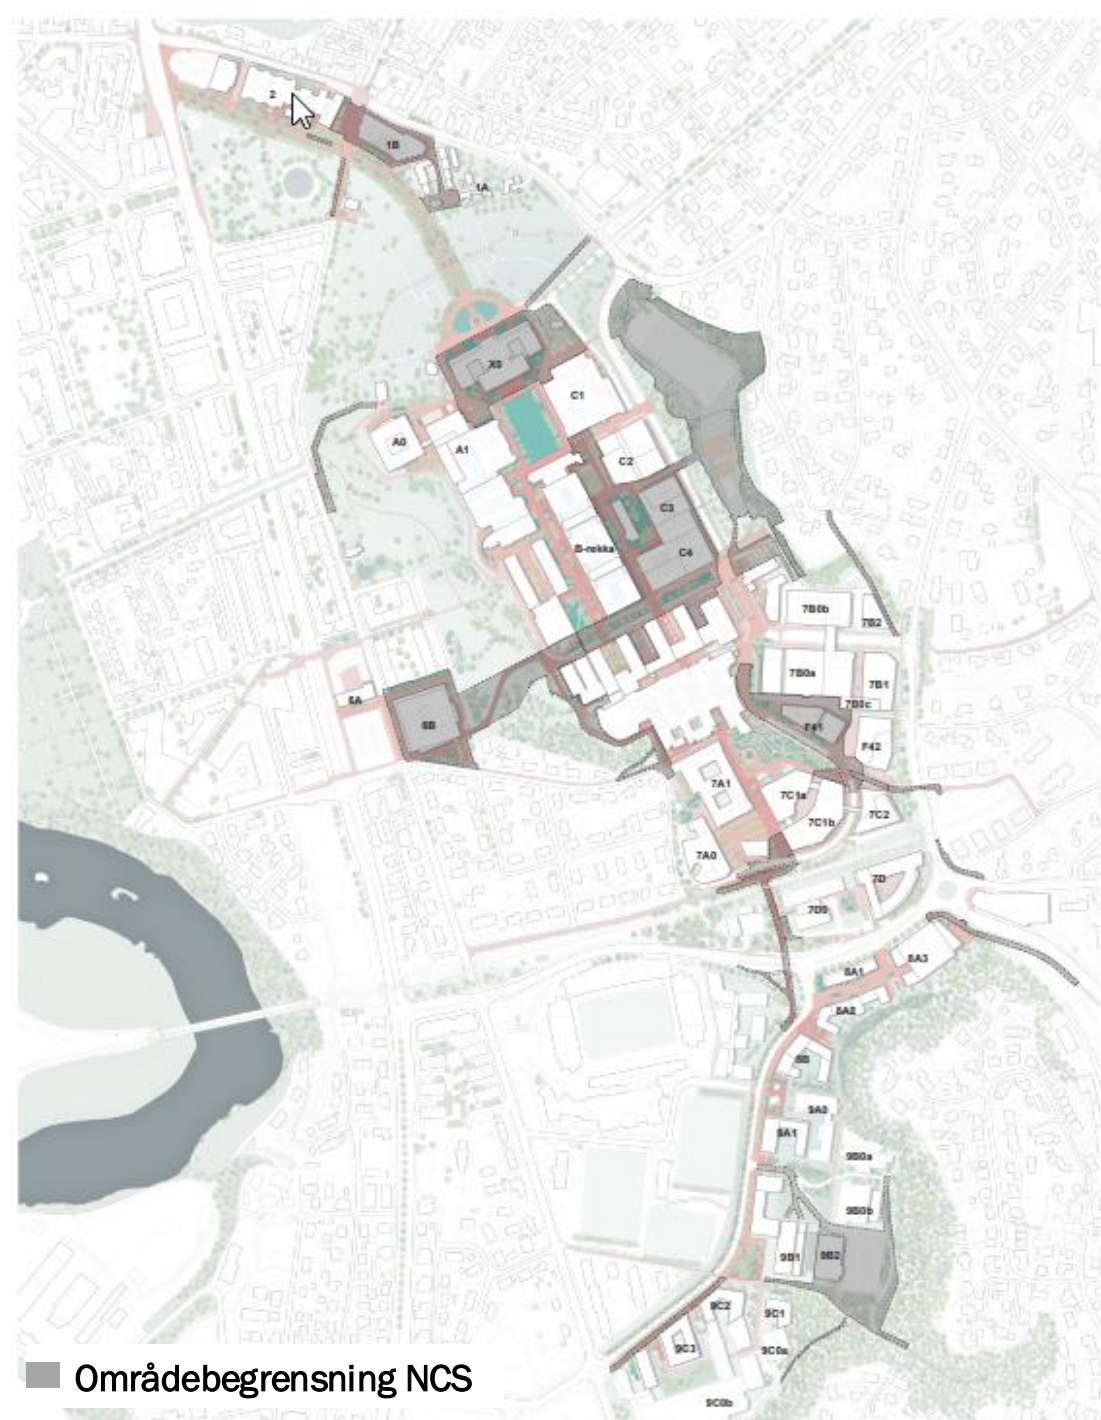 2
1B
1A
X0
C1
A0
A1
C2
C3
B-rekka
C4
7B0b
7B2
7B0a
7B1
6A
7B0c
6B
F41
F42
7A1
7C1a
7C1b
7C2
7A0
7D
7D0
8A3
8A1
8A2
8B
9A0
9A1
9B0a
9B0b
9B1
9B2
9C2
9C1
9C3
9C0a
9C0b
Områdebegrensning NCS